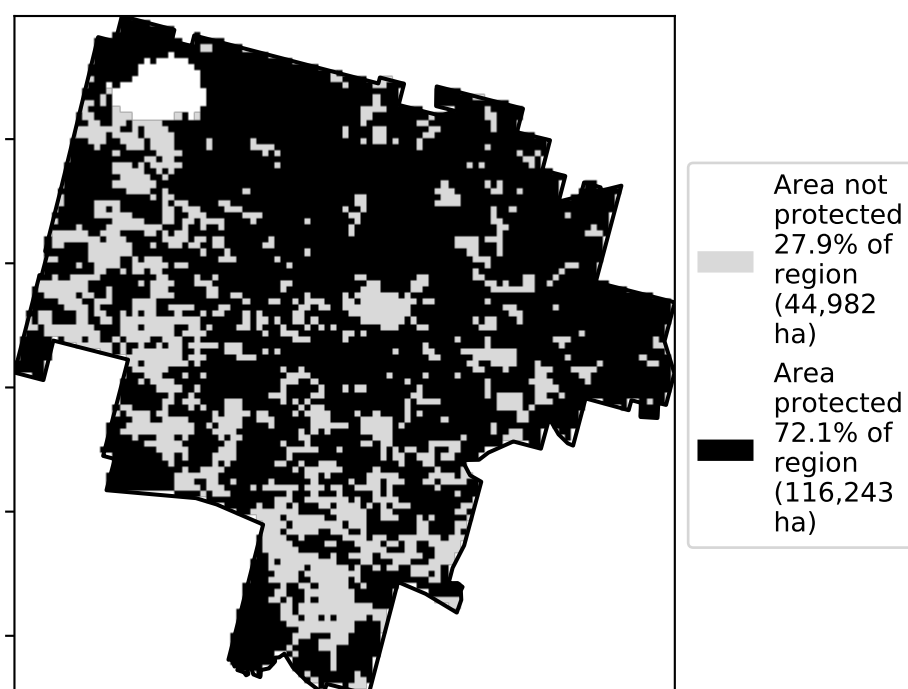 Area not
protected
27.9% of
region
(44,982
ha)
Area
protected
72.1% of
region
(116,243
ha)